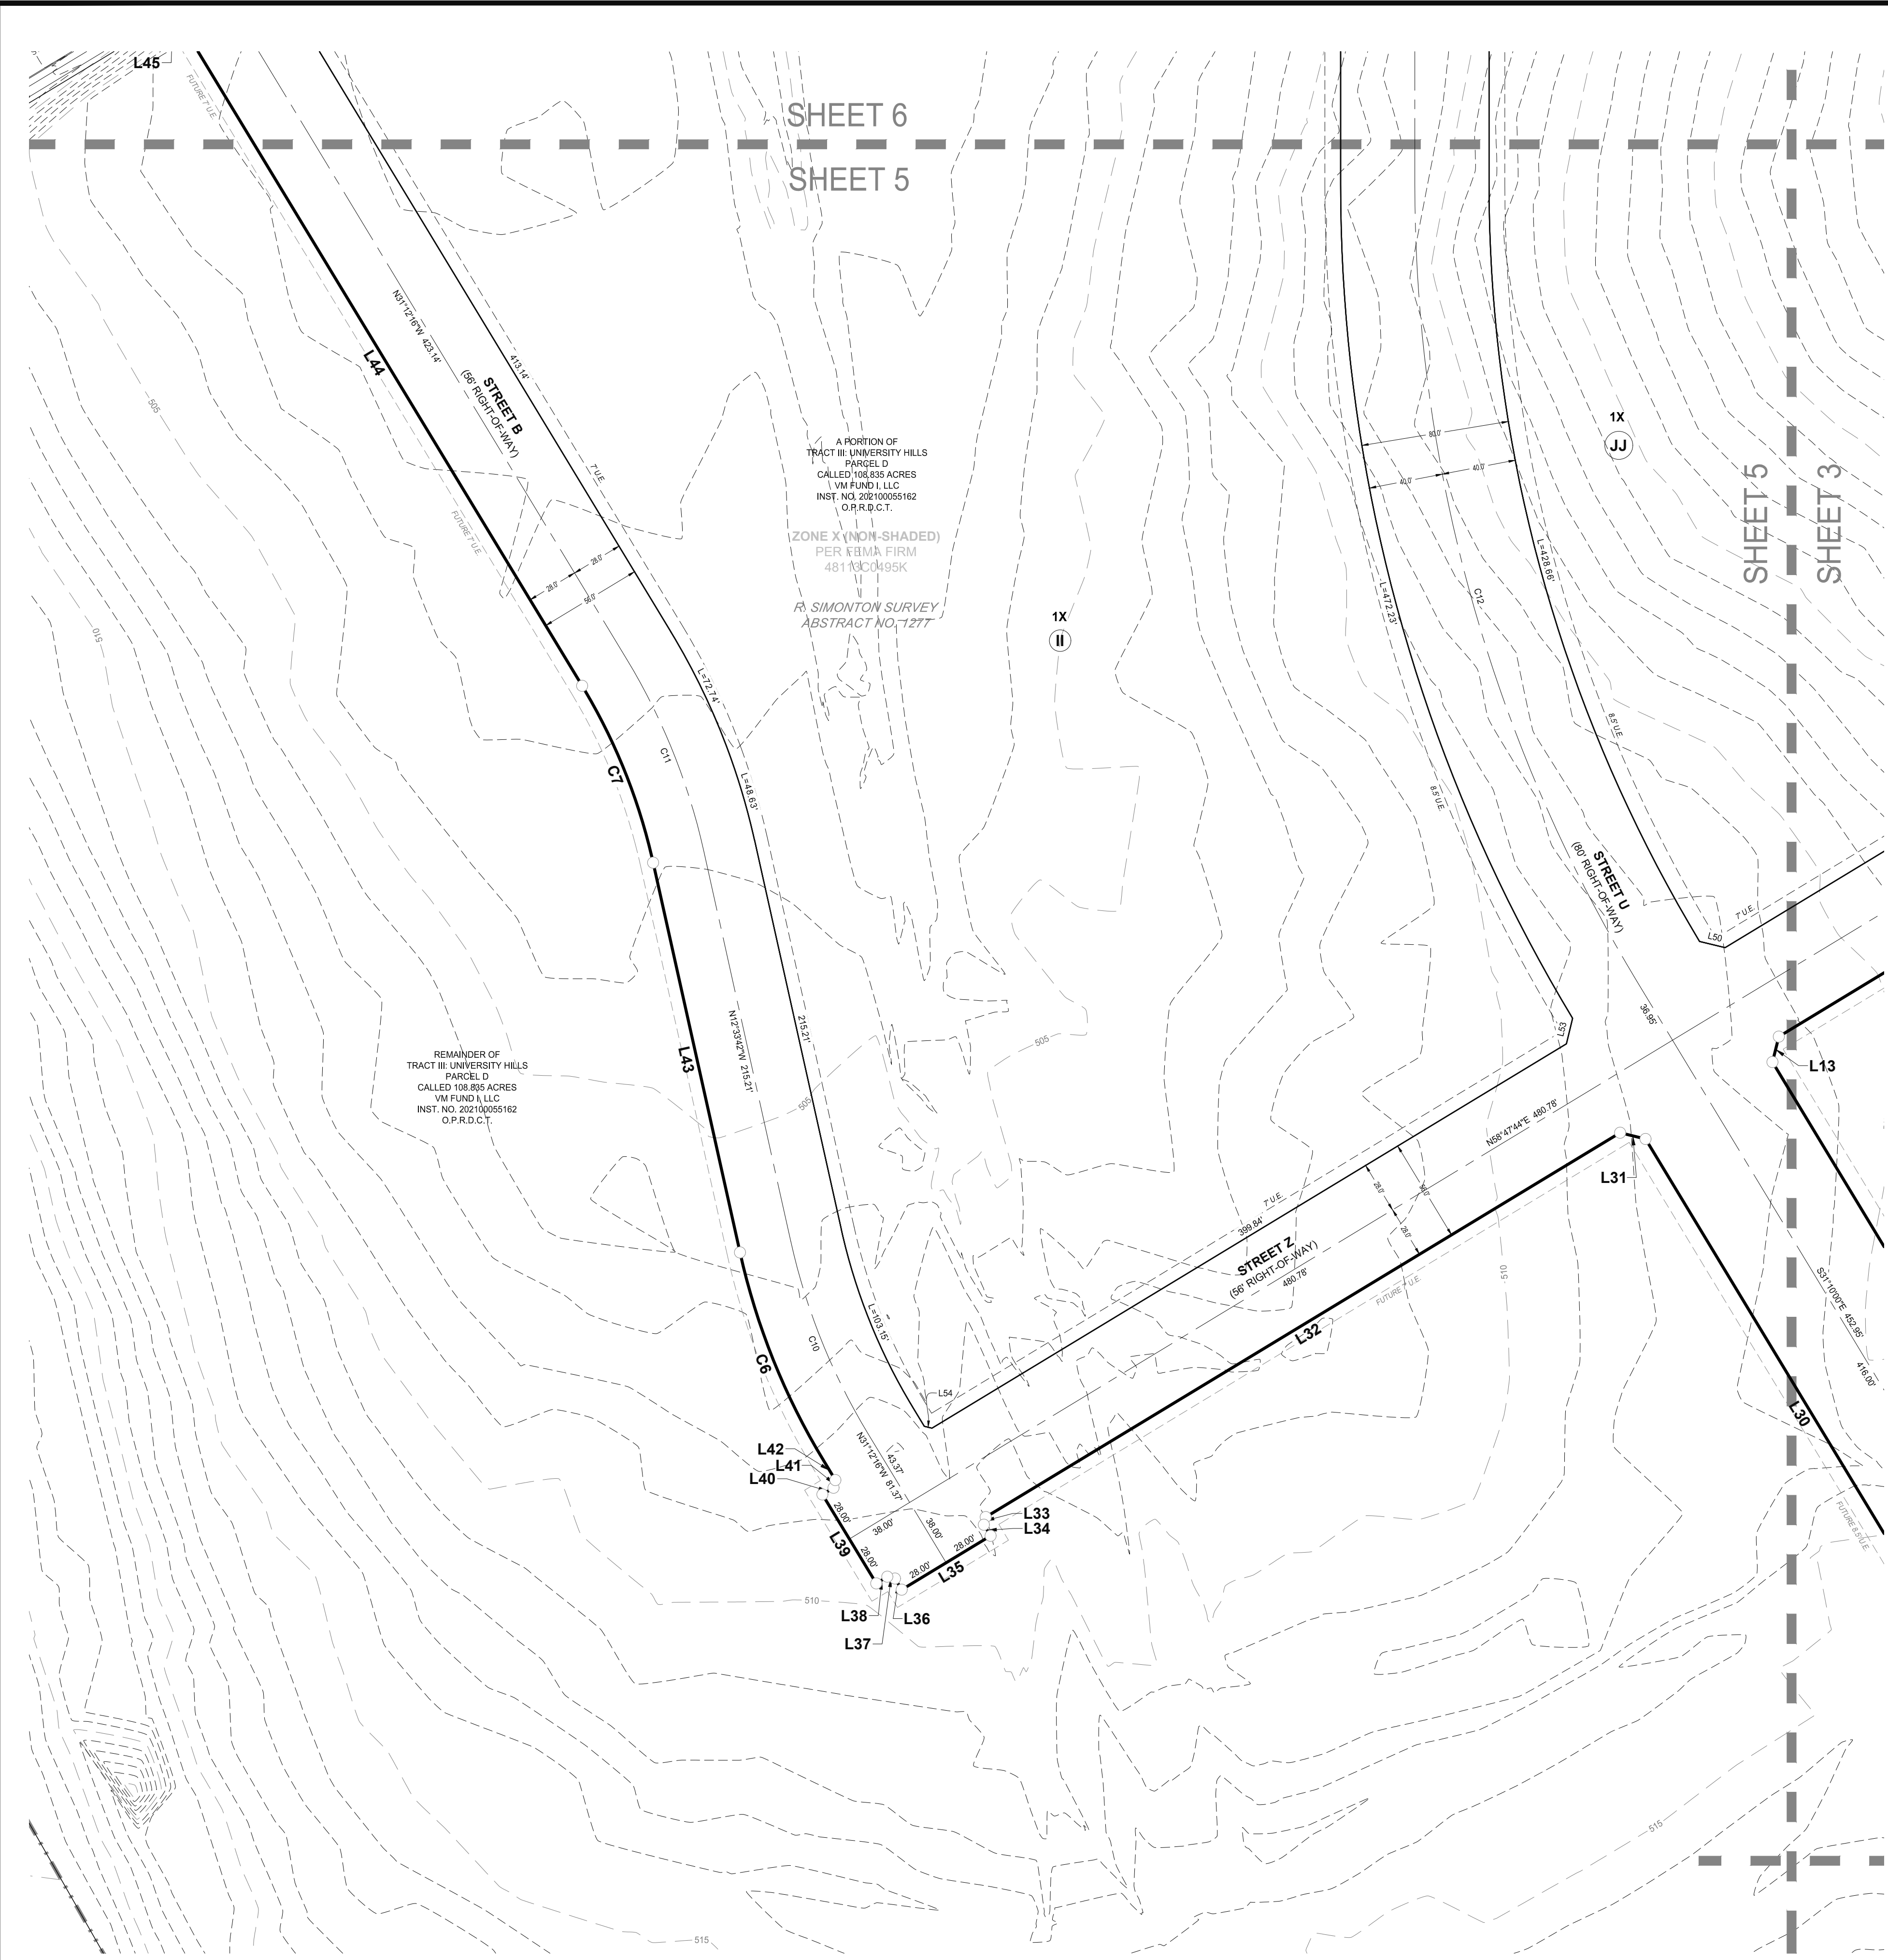 L45
FUTURE 7' U.E.
SHEET 6
SHEET 5
L44
N31°12'16"W 423.14'
STREET B
(56' RIGHT-OF-WAY)
413.14'
7' U.E.
505
FUTURE 7' U.E.
28.0'
28.0'
56.0'
A PORTION OF
TRACT III: UNIVERSITY HILLS
PARCEL D
CALLED 108.835 ACRES
VM FUND I, LLC
INST. NO. 202100055162
O.P.R.D.C.T.
ZONE X (NON-SHADED)
PER FEMA FIRM
48113C0495K
R. SIMONTON SURVEY
ABSTRACT NO. 1277
1X
II
80.0'
40.0'
40.0'
1X
JJ
SHEET 5
SHEET 3
L=428.66'
L=472.23'
C12
510
L=72.74'
C11
C7
L=48.63'
8.5' U.E.
8.5' U.E.
STREET U
(80' RIGHT-OF-WAY)
7' U.E.
L50
36.95'
L53
L13
L43
N12°33'42"W 215.21'
215.21'
505
505
REMAINDER OF
TRACT III: UNIVERSITY HILLS
PARCEL D
CALLED 108.835 ACRES
VM FUND I, LLC
INST. NO. 202100055162
O.P.R.D.C.T.
N58°47'44"E 480.78'
L31
7' U.E.
399.84'
28.0'
56.0'
28.0'
STREET Z
(56' RIGHT-OF-WAY)
480.78'
FUTURE 7' U.E.
510
L32
S31°10'00"E 452.95'
416.00'
L30
FUTURE 8.5' U.E.
L=103.15'
C10
C6
L54
L42
L41
L40
43.37'
N31°12'16"W 81.37'
28.00'
38.00'
38.00'
28.00'
L33
L34
L39
28.00'
28.00'
L35
510
L38
L36
L37
515
515